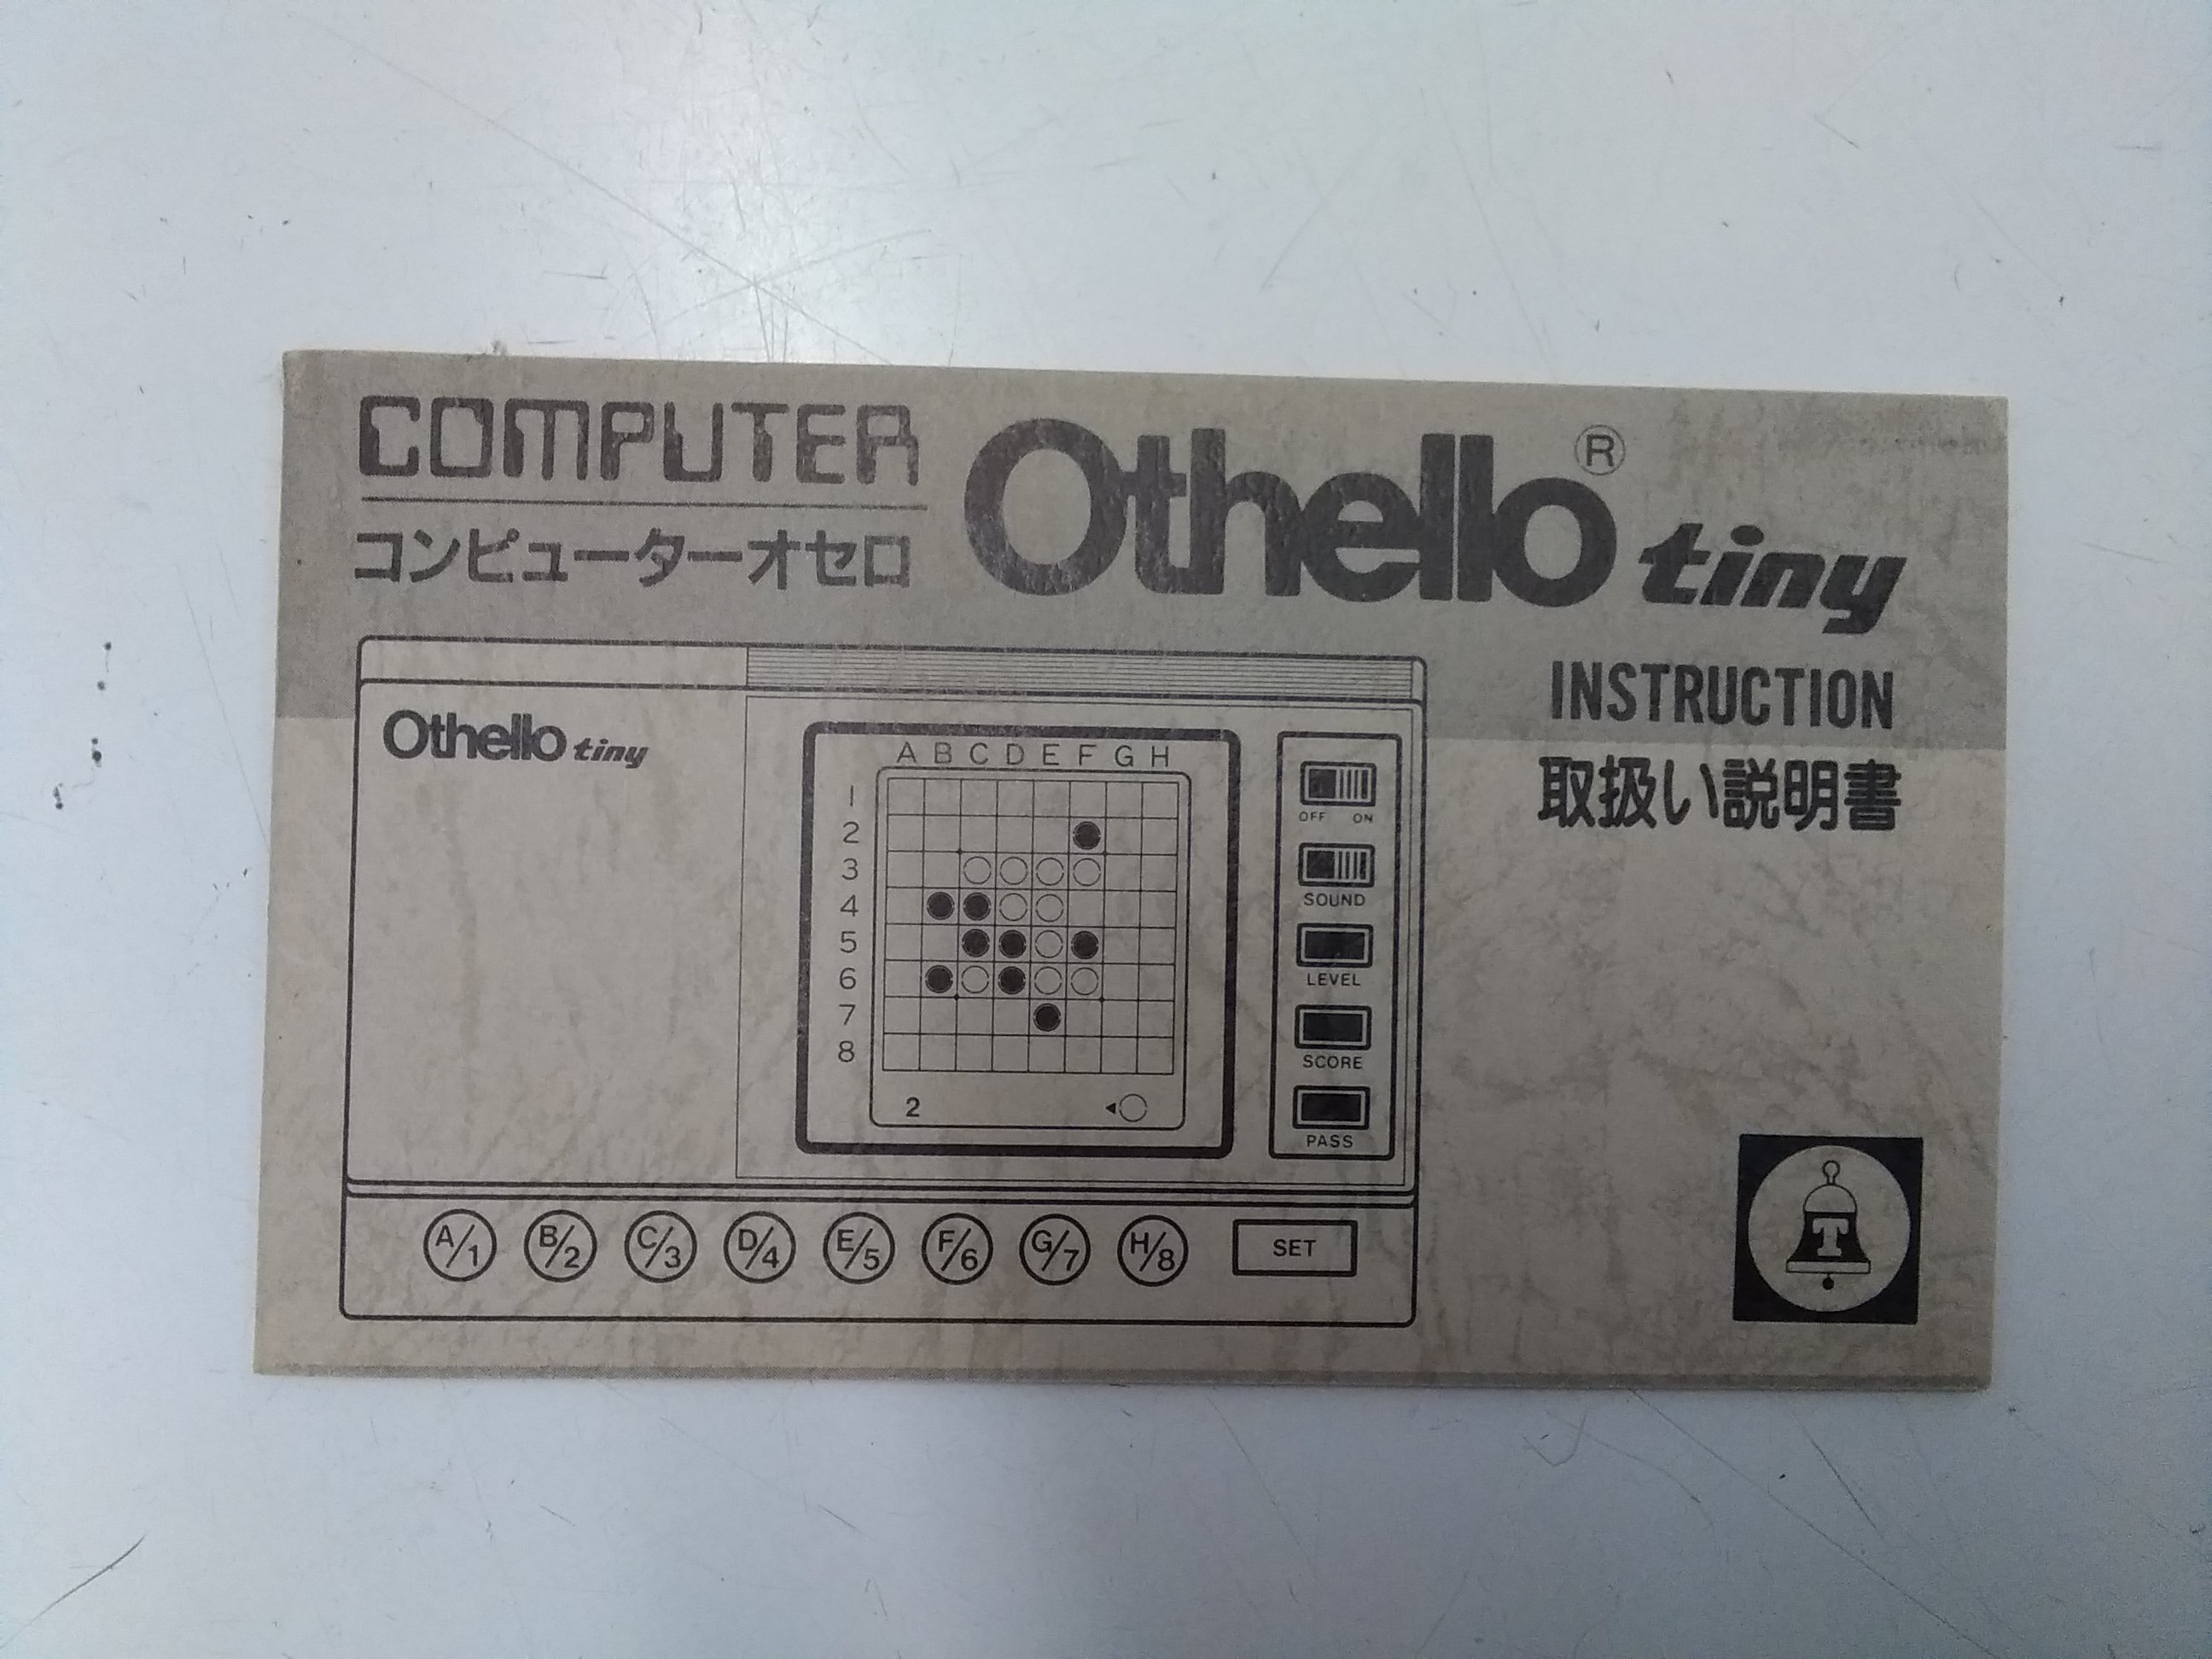 COMPUTER
コンピューターオセロ
Othello® tiny
INSTRUCTION
取扱い説明書
Othello tiny
A B C D E F G H
1
2
3
4
5
6
7
8
2
OFF ON
SOUND
LEVEL
SCORE
PASS
A/1 B/2 C/3 D/4 E/5 F/6 G/7 H/8 SET
T